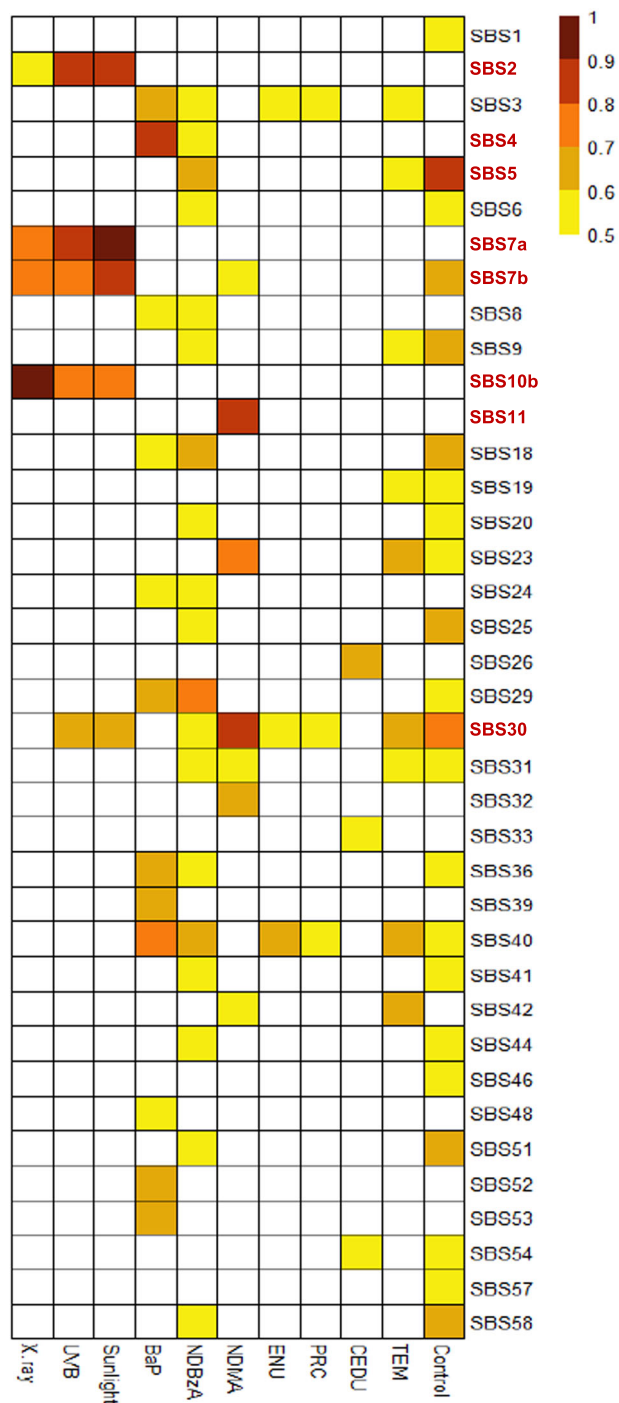 1
0.9
0.8
0.7
0.6
0.5
SBS1
SBS2
SBS3
SBS4
SBS5
SBS6
SBS7a
SBS7b
SBS8
SBS9
SBS10b
SBS11
SBS18
SBS19
SBS20
SBS23
SBS24
SBS25
SBS26
SBS29
SBS30
SBS31
SBS32
SBS33
SBS36
SBS39
SBS40
SBS41
SBS42
SBS44
SBS46
SBS48
SBS51
SBS52
SBS53
SBS54
SBS57
SBS58
X.ray
UVB
Sunlight
BaP
NDBzA
NDMA
ENU
PRC
CEDU
TEM
Control